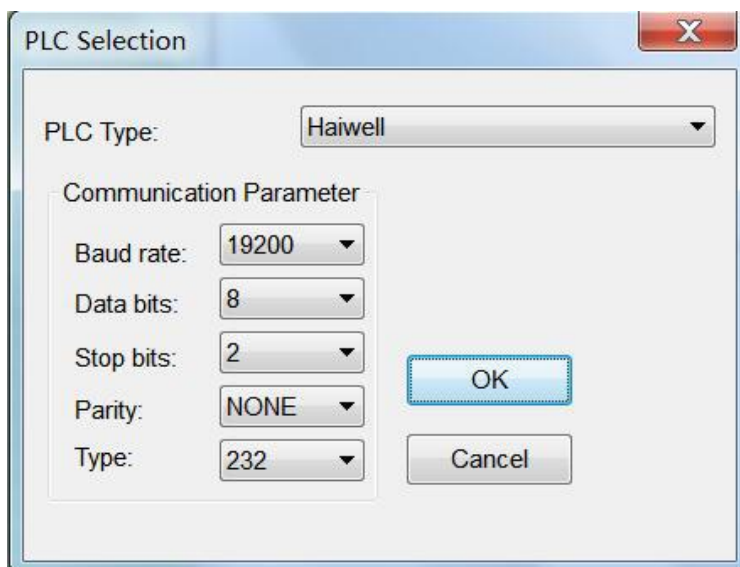 PLC Selection
X
PLC Type: Haiwell
Communication Parameter
Baud rate: 19200
Data bits: 8
Stop bits: 2
OK
Parity: NONE
Type: 232
Cancel